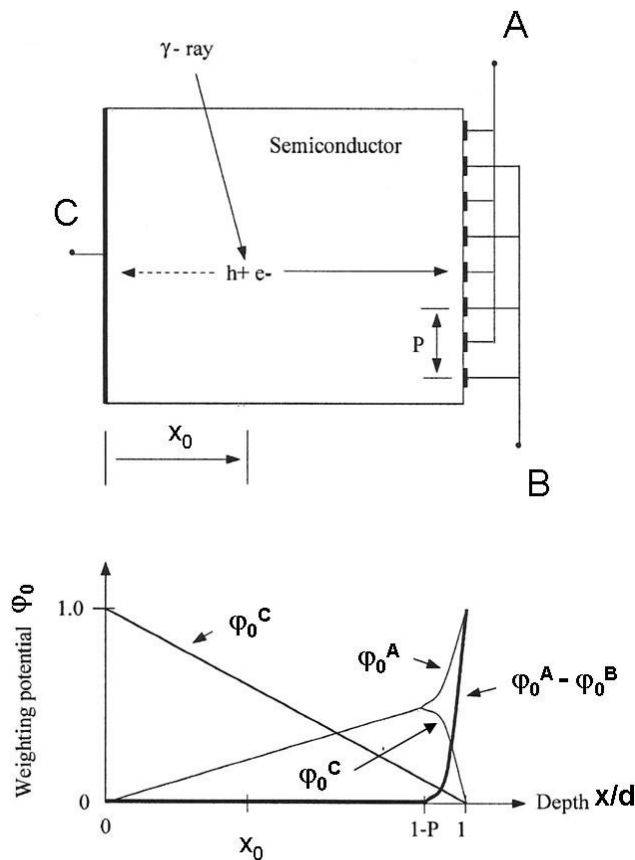 A
γ - ray
Semiconductor
C
h+ e-
P
x₀
B
Weighting potential φ₀
1.0
φ₀ᶜ
φ₀ᴬ
φ₀ᴬ - φ₀ᴮ
φ₀ᶜ
0
Depth x/d
0
x₀
1-P
1